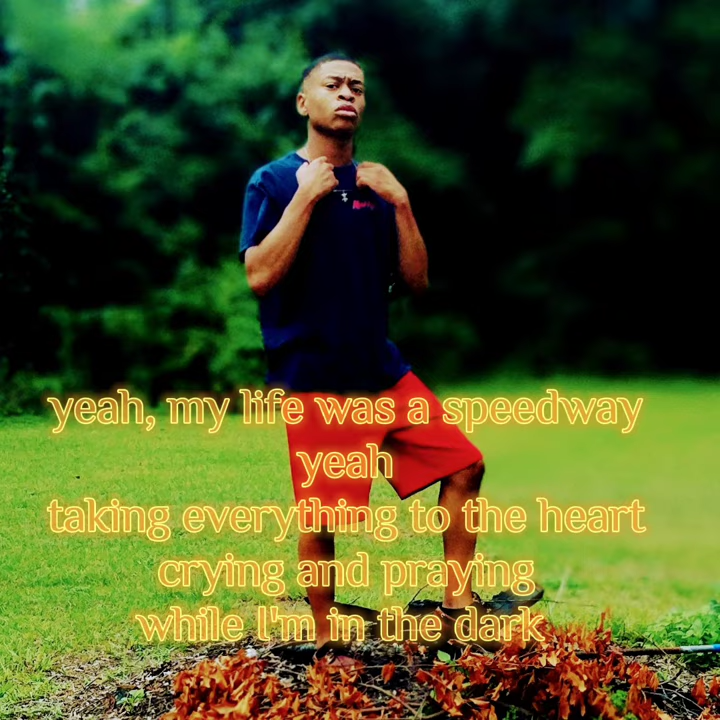 yeah, my life was a speedway
yeah
taking everything to the heart
crying and praying
while I'm in the dark